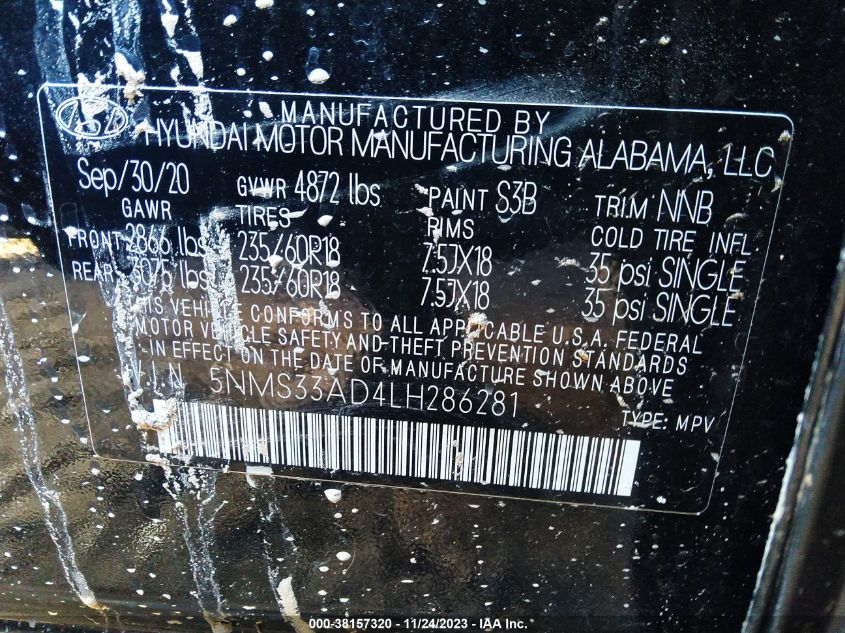 MANUFACTURED BY
HYUNDAI MOTOR MANUFACTURING ALABAMA, LLC
Sep/30/20 GVWR 4872 lbs PAINT S3B TRIM NNB
GAWR TIRES RIMS COLD TIRE INFL
FRONT 2866 lbs 235/60R18 7.5JX18 35 psi SINGLE
REAR 3075 lbs 235/60R18 7.5JX18 35 psi SINGLE
THIS VEHICLE CONFORMS TO ALL APPLICABLE U.S.A. FEDERAL
MOTOR VEHICLE SAFETY AND THEFT PREVENTION STANDARDS
IN EFFECT ON THE DATE OF MANUFACTURE SHOWN ABOVE
V.I.N. 5NMS33AD4LH286281
TYPE: MPV
000-38157320 — 11/24/2023 - IAA Inc.*